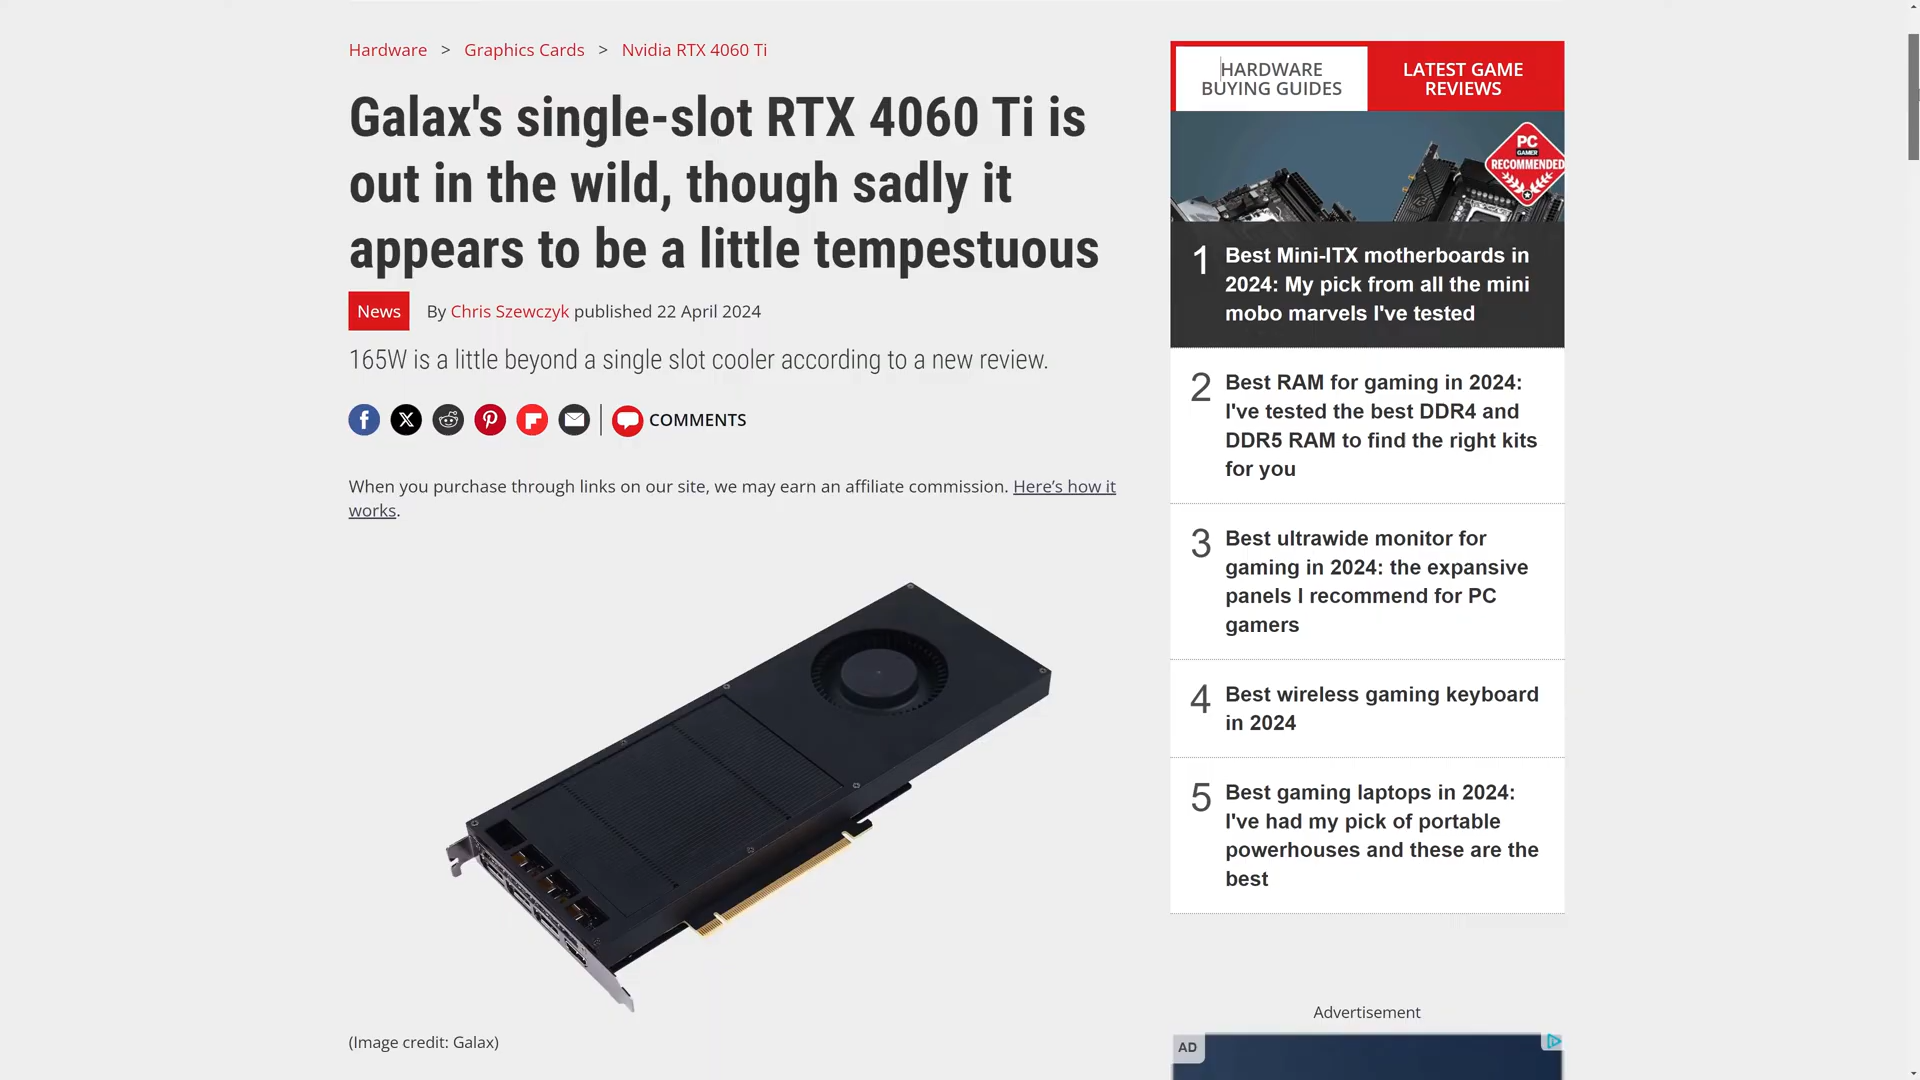 Hardware > Graphics Cards > Nvidia RTX 4060 Ti
Galax's single-slot RTX 4060 Ti is
out in the wild, though sadly it
appears to be a little tempestuous
News By Chris Szewczyk published 22 April 2024
165W is a little beyond a single slot cooler according to a new review.
COMMENTS
When you purchase through links on our site, we may earn an affiliate commission. Here's how it
works.
(Image credit: Galax)
HARDWARE
BUYING GUIDES
LATEST GAME
REVIEWS
PC
GAMER
RECOMMENDED
1 Best Mini-ITX motherboards in
2024: My pick from all the mini
mobo marvels I've tested
2 Best RAM for gaming in 2024:
I've tested the best DDR4 and
DDR5 RAM to find the right kits
for you
3 Best ultrawide monitor for
gaming in 2024: the expansive
panels I recommend for PC
gamers
4 Best wireless gaming keyboard
in 2024
5 Best gaming laptops in 2024:
I've had my pick of portable
powerhouses and these are the
best
Advertisement
AD